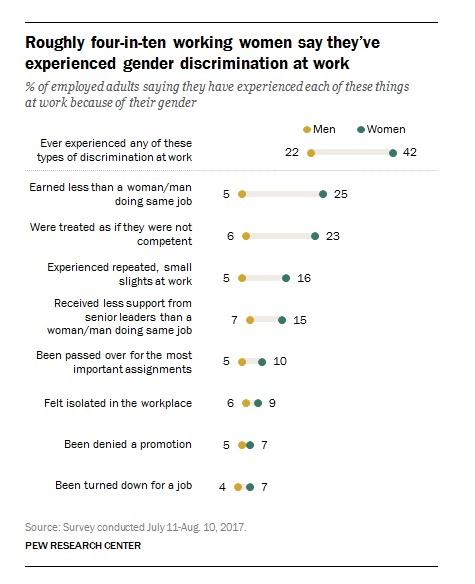 Roughly four-in-ten working women say they've
experienced gender discrimination at work
% of employed adults saying they have experienced each of these things
at work because of their gender
Men Women
Ever experienced any of these
types of discrimination at work
22 42
Earned less than a woman/man
doing same job
5 25
Were treated as if they were not
competent
6 23
Experienced repeated, small
slights at work
5 16
Received less support from
senior leaders than a
woman/man doing same job
7 15
Been passed over for the most
important assignments
5 10
Felt isolated in the workplace
6 9
Been denied a promotion
5 7
Been turned down for a job
4 7
Source: Survey conducted July 11-Aug. 10, 2017.
PEW RESEARCH CENTER